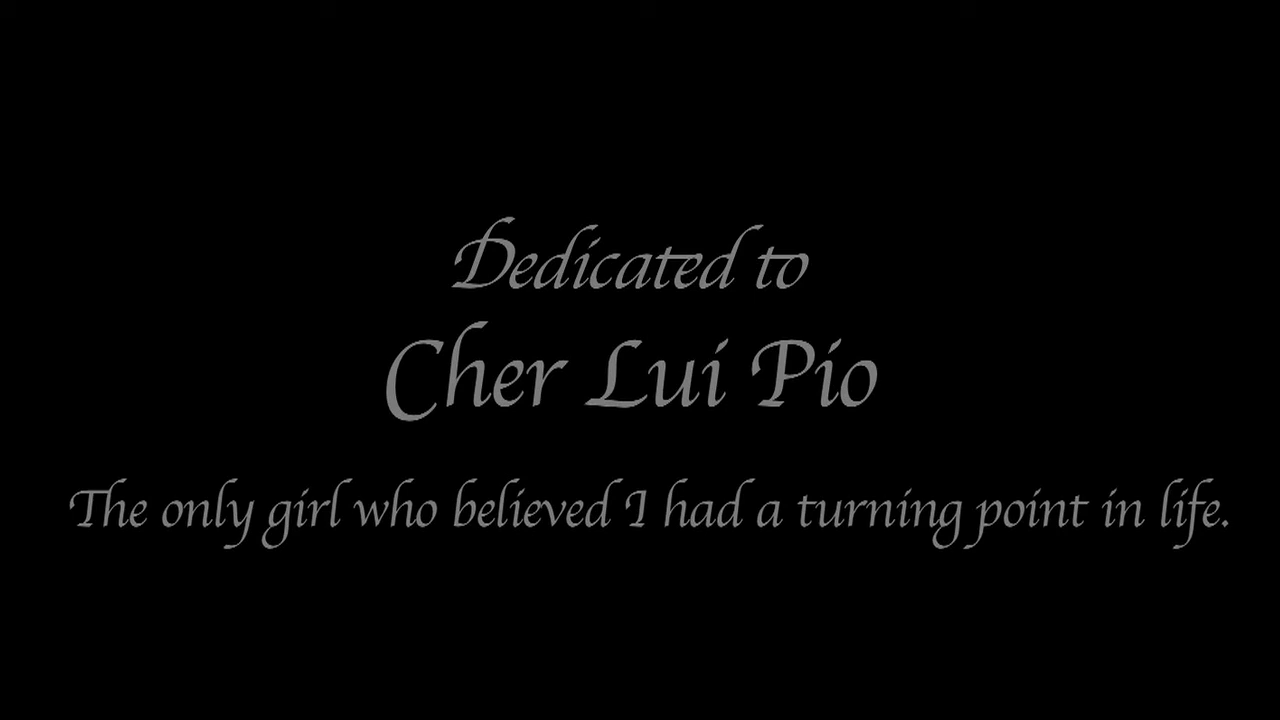 Dedicated to
Cher Lui Pio
The only girl who believed I had a turning point in life.